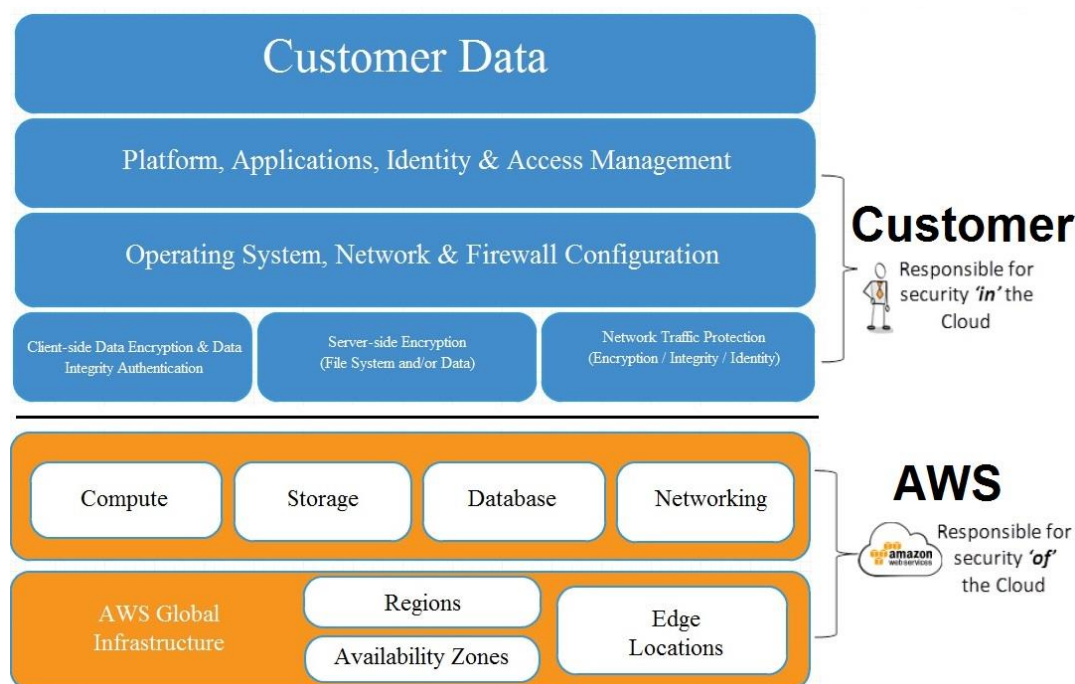 Customer Data
Platform, Applications, Identity & Access Management
Operating System, Network & Firewall Configuration
Client-side Data Encryption & Data
Integrity Authentication
Server-side Encryption
(File System and/or Data)
Network Traffic Protection
(Encryption / Integrity / Identity)
Customer
Responsible for
security 'in' the
Cloud
Compute
Storage
Database
Networking
AWS
amazon
webservices
Responsible for
security 'of'
the Cloud
AWS Global
Infrastructure
Regions
Availability Zones
Edge
Locations